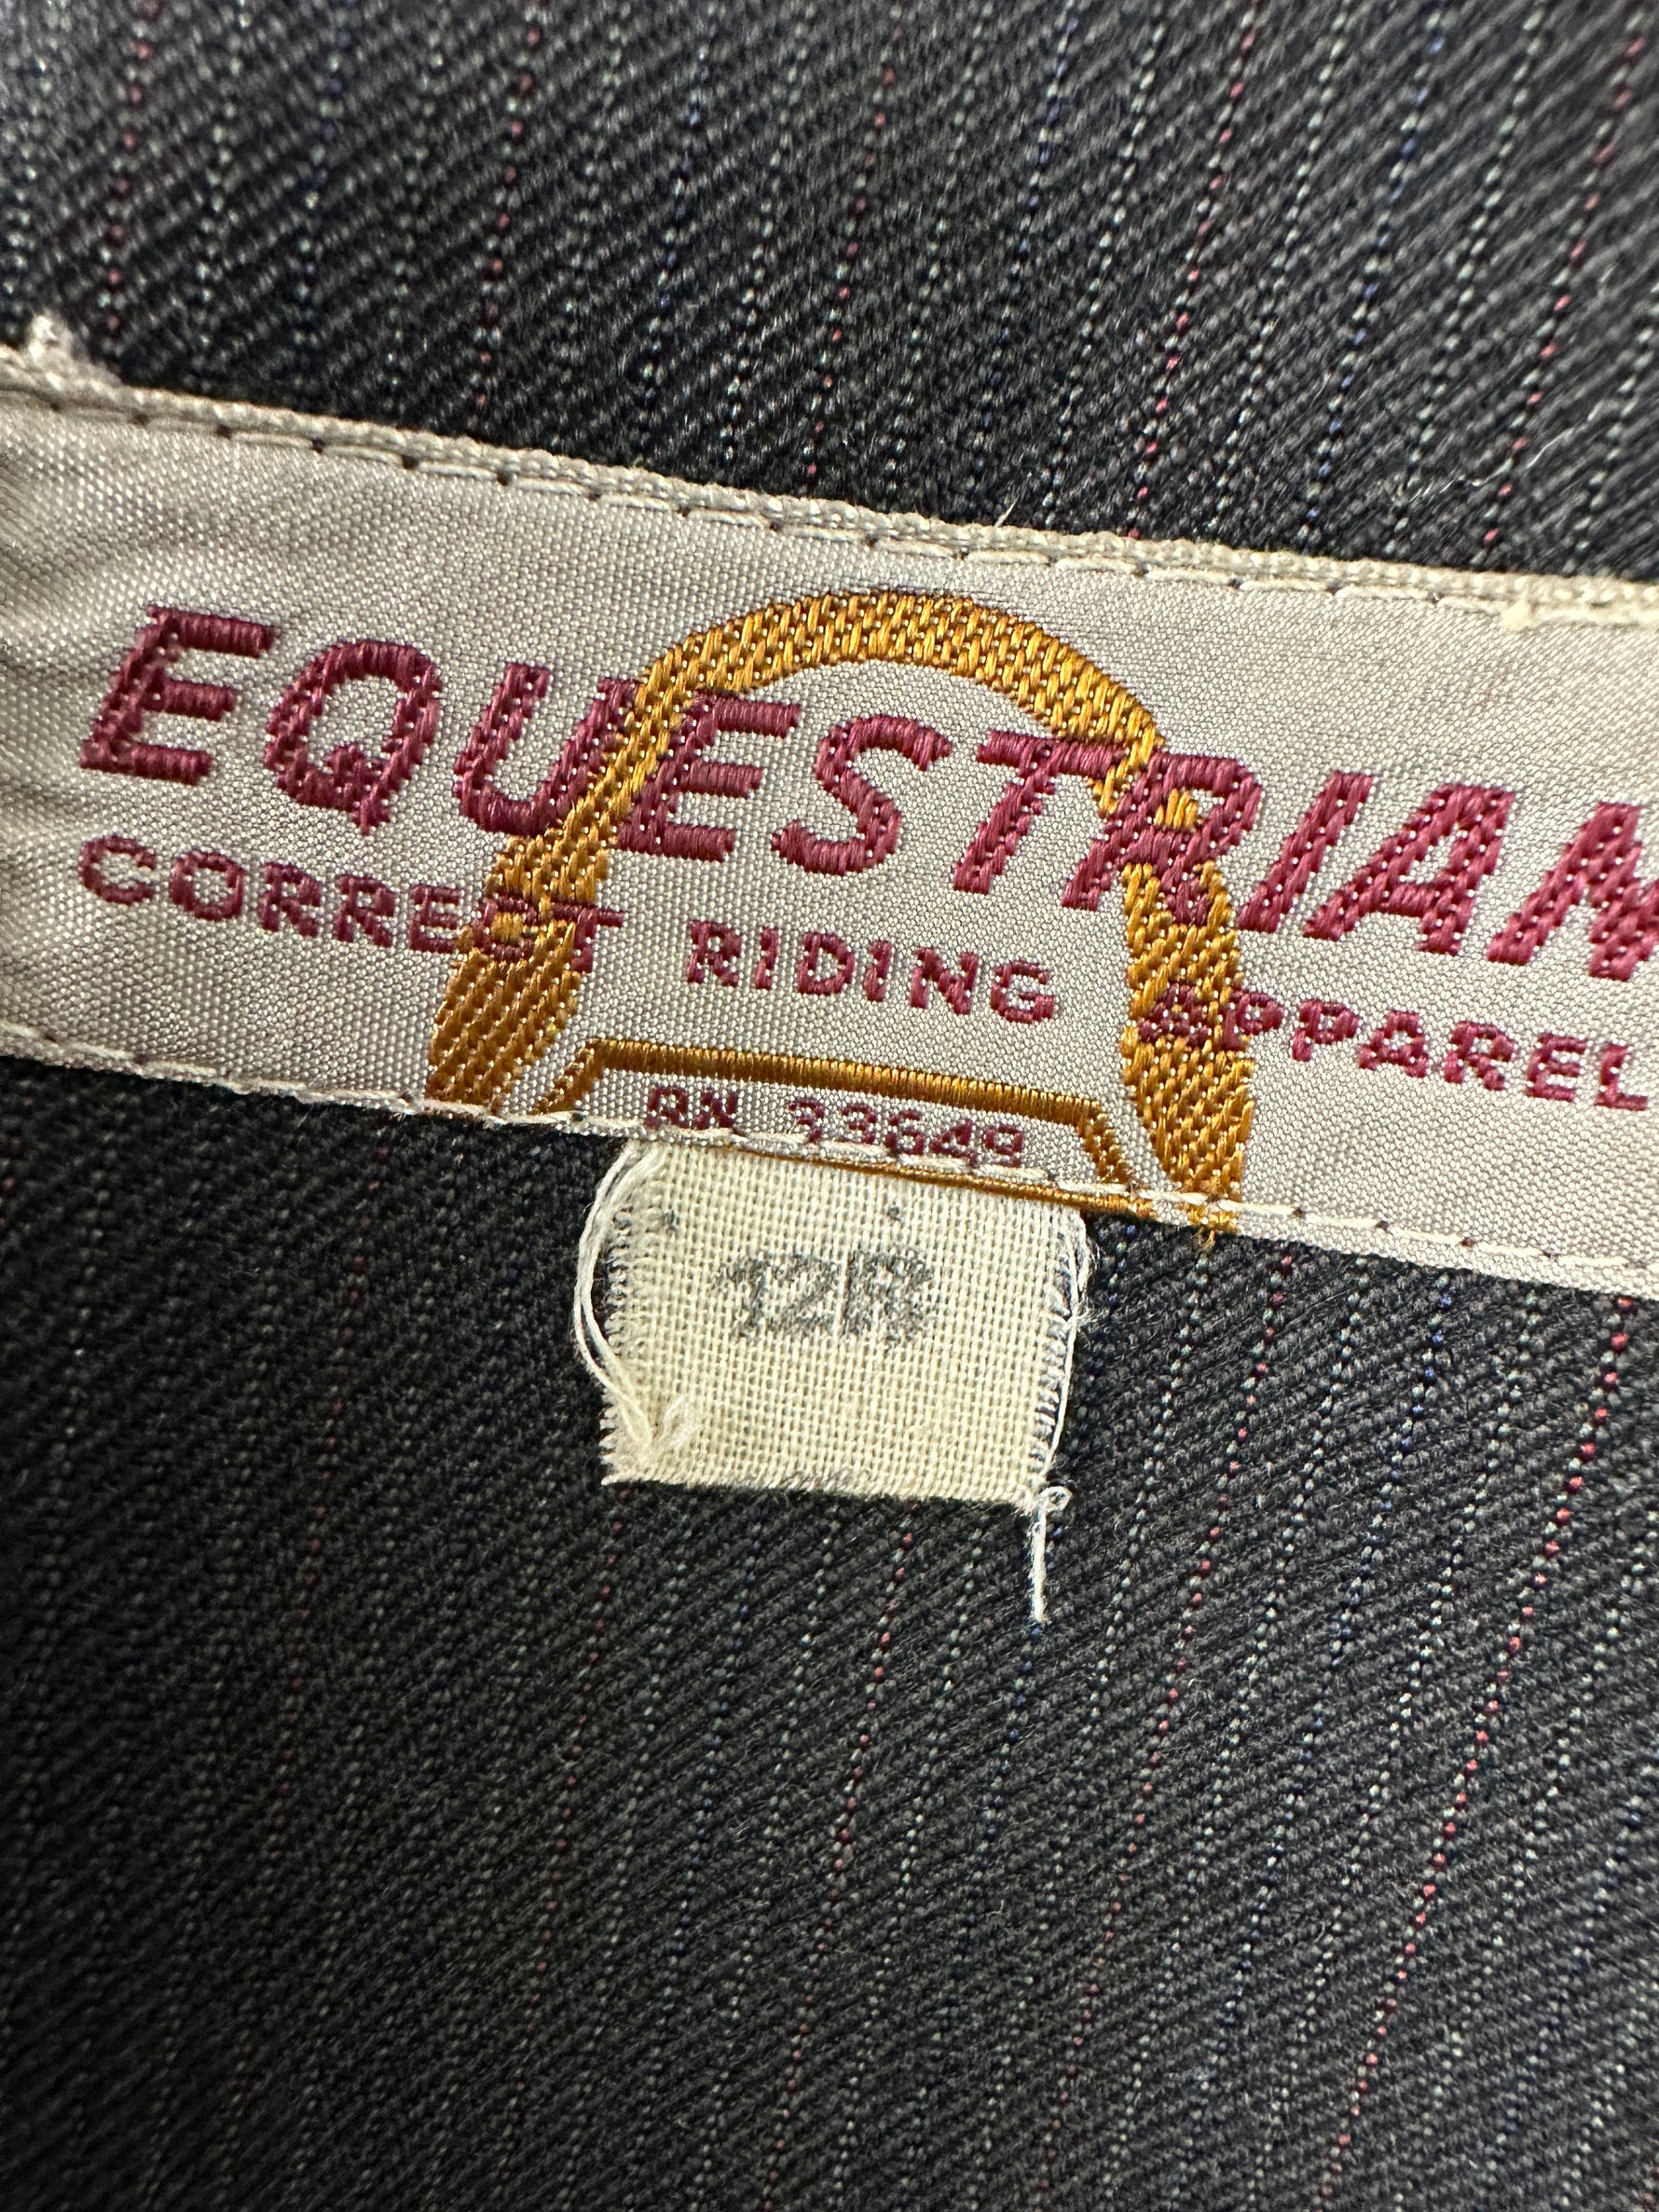 EQUESTRIAN
CORRECT RIDING APPAREL
RN 33649
12R